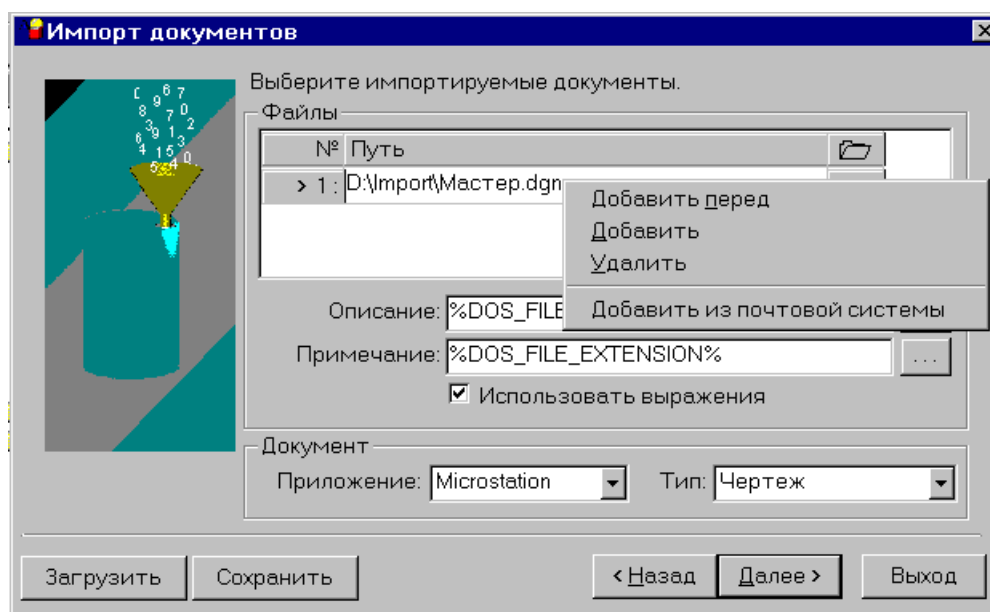 Импорт документов
Выберите импортируемые документы.
Файлы
№ Путь
> 1 : D:\Import\Мастер.dgn
Добавить перед
Добавить
Удалить
Добавить из почтовой системы
Описание: %DOS_FILE
Примечание: %DOS_FILE_EXTENSION% ...
Использовать выражения
Документ
Приложение: Microstation Тип: Чертеж
Загрузить Сохранить < Назад Далее > Выход